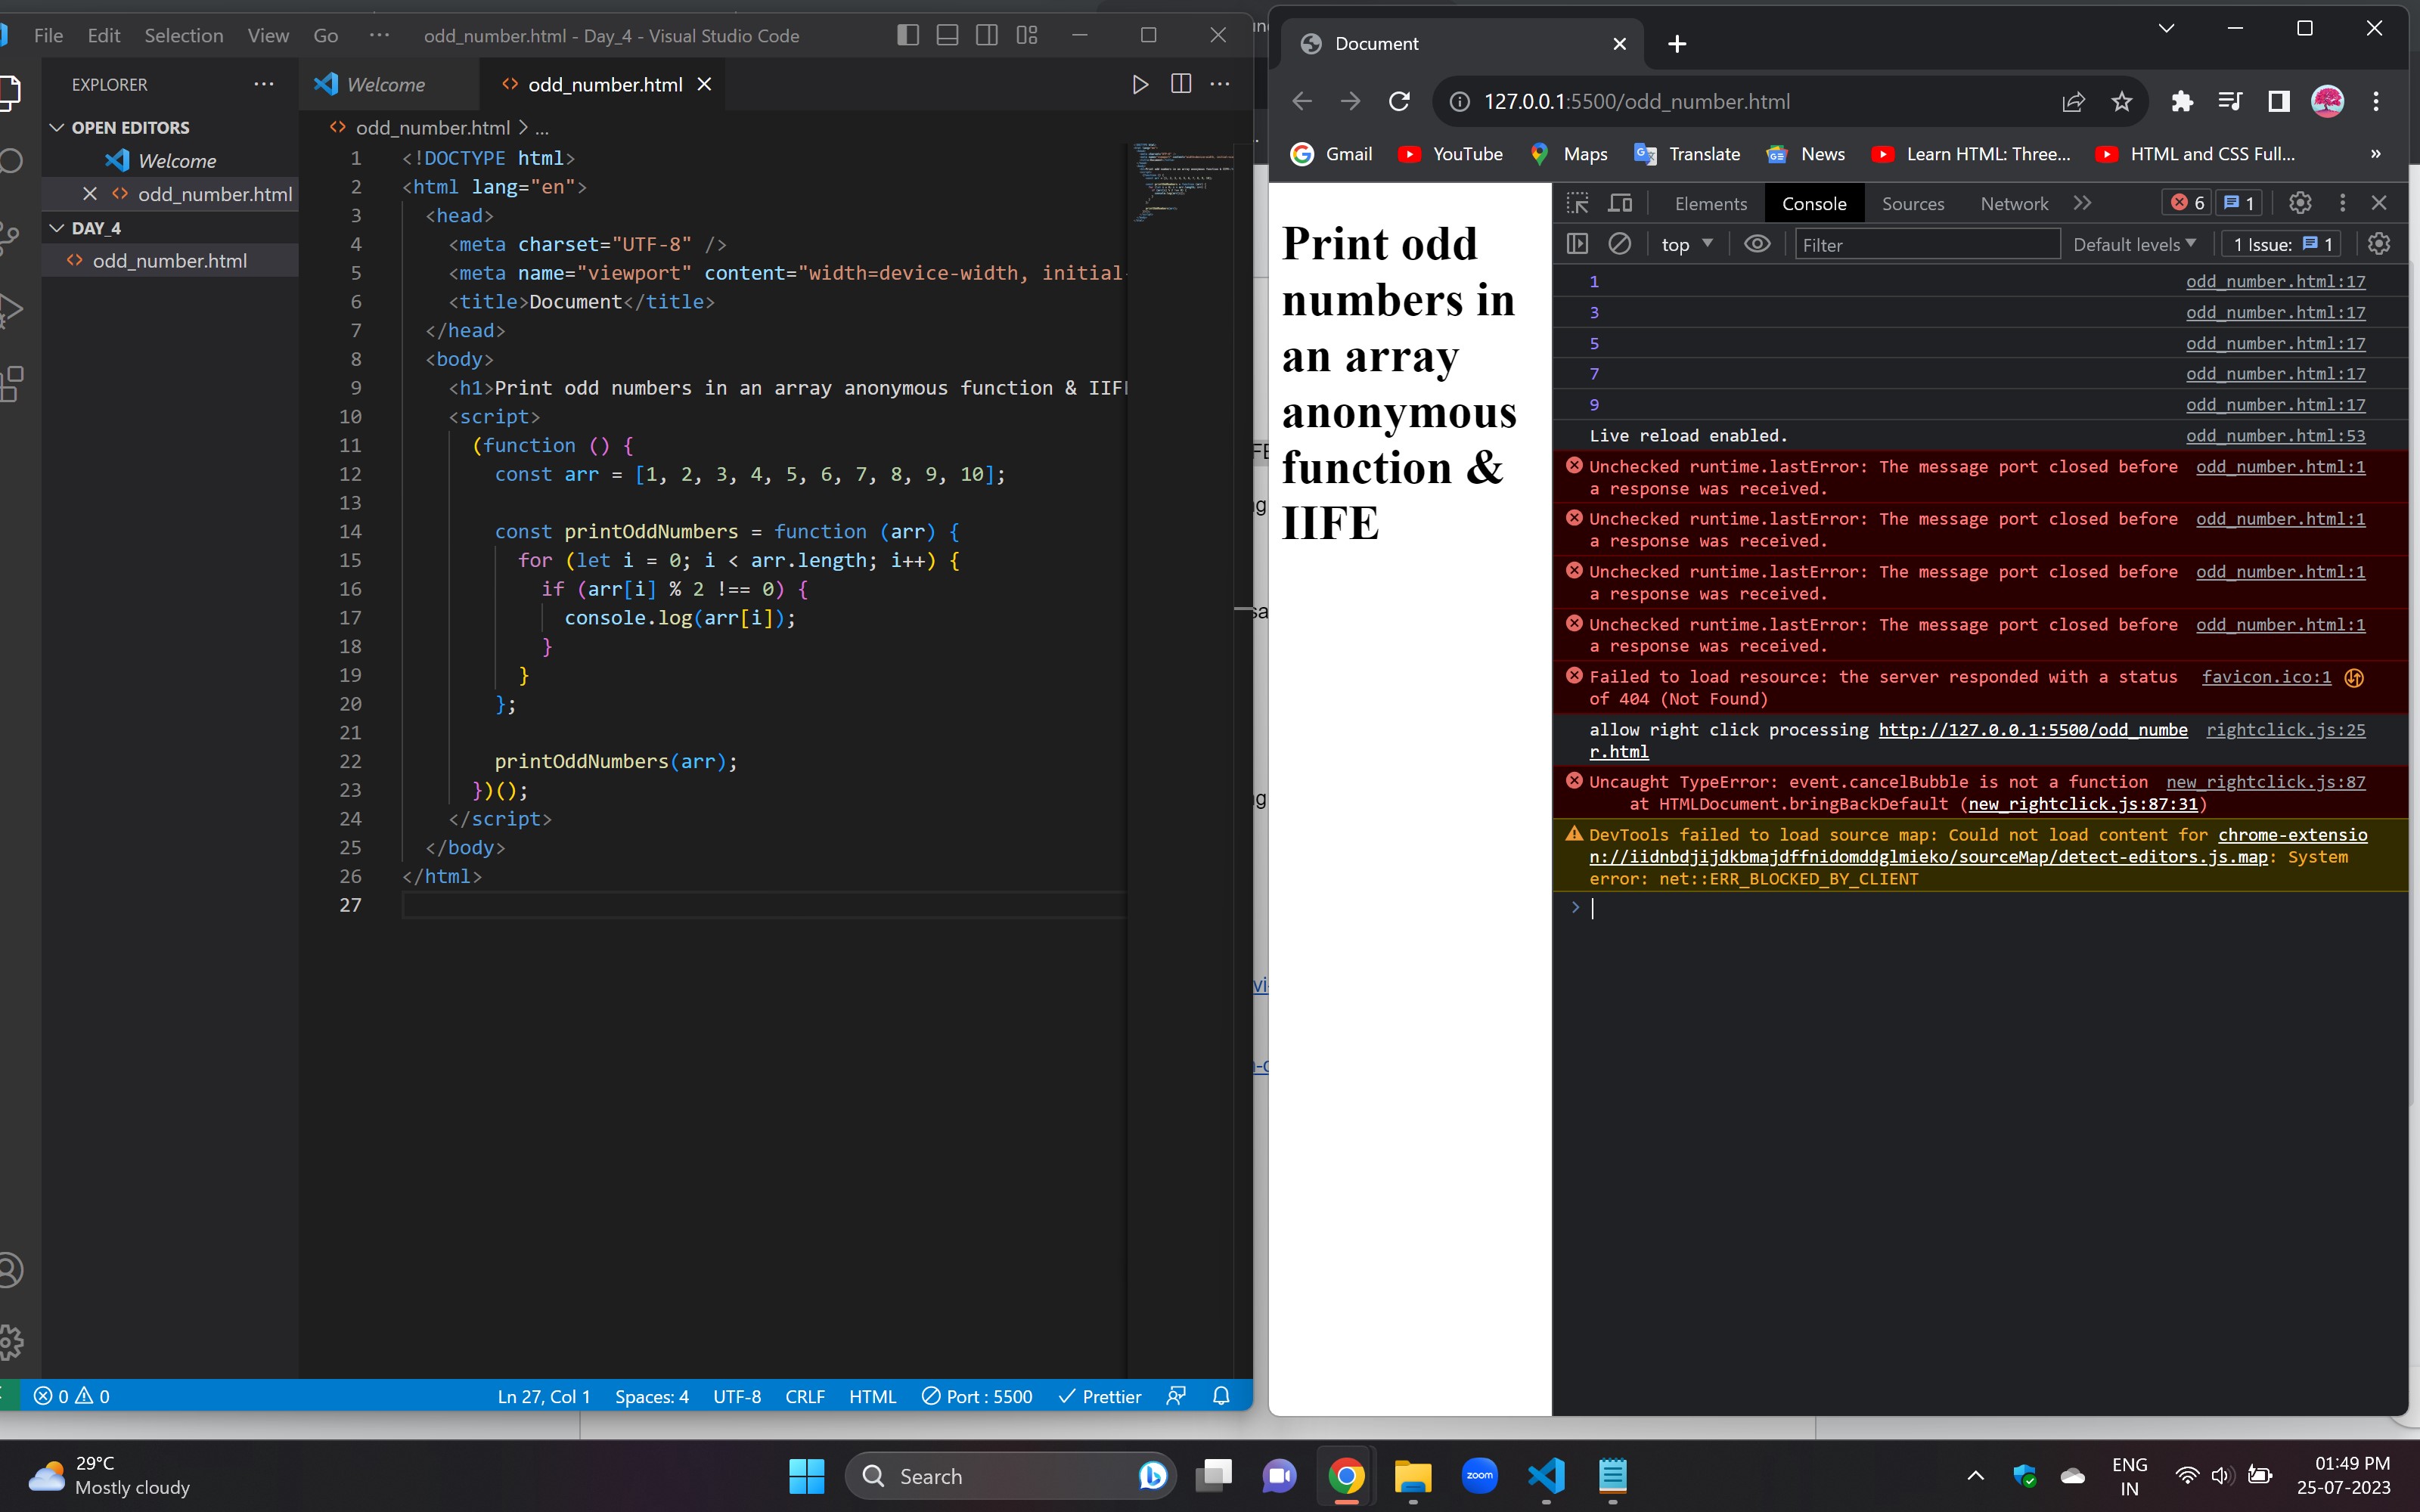 File Edit Selection View Go ··· odd_number.html - Day_4 - Visual Studio Code
EXPLORER ···
OPEN EDITORS
Welcome
odd_number.html
DAY_4
odd_number.html
Welcome odd_number.html
odd_number.html > ...
1 <!DOCTYPE html>
2 <html lang="en">
3 <head>
4 <meta charset="UTF-8" />
5 <meta name="viewport" content="width=device-width, initial-
6 <title>Document</title>
7 </head>
8 <body>
9 <h1>Print odd numbers in an array anonymous function & IIFE
10 <script>
11 (function () {
12 const arr = [1, 2, 3, 4, 5, 6, 7, 8, 9, 10];
13
14 const printOddNumbers = function (arr) {
15 for (let i = 0; i < arr.length; i++) {
16 if (arr[i] % 2 !== 0) {
17 console.log(arr[i]);
18 }
19 }
20 };
21
22 printOddNumbers(arr);
23 })();
24 </script>
25 </body>
26 </html>
27
0 0 Ln 27, Col 1 Spaces: 4 UTF-8 CRLF HTML Port : 5500 Prettier
Document
127.0.0.1:5500/odd_number.html
Gmail YouTube Maps Translate News Learn HTML: Three... HTML and CSS Full... »
Print odd
numbers in
an array
anonymous
function &
IIFE
Elements Console Sources Network 6 1
top Filter Default levels 1 Issue: 1
1 odd_number.html:17
3 odd_number.html:17
5 odd_number.html:17
7 odd_number.html:17
9 odd_number.html:17
Live reload enabled. odd_number.html:53
Unchecked runtime.lastError: The message port closed before odd_number.html:1
a response was received.
Unchecked runtime.lastError: The message port closed before odd_number.html:1
a response was received.
Unchecked runtime.lastError: The message port closed before odd_number.html:1
a response was received.
Unchecked runtime.lastError: The message port closed before odd_number.html:1
a response was received.
Failed to load resource: the server responded with a status favicon.ico:1
of 404 (Not Found)
allow right click processing http://127.0.0.1:5500/odd_numbe rightclick.js:25
r.html
Uncaught TypeError: event.cancelBubble is not a function new_rightclick.js:87
at HTMLDocument.bringBackDefault (new_rightclick.js:87:31)
DevTools failed to load source map: Could not load content for chrome-extensio
n://iidnbdjijdkbmajdffnidomddglmieko/sourceMap/detect-editors.js.map: System
error: net::ERR_BLOCKED_BY_CLIENT
>
29°C
Mostly cloudy
Search
zoom
ENG
IN
01:49 PM
25-07-2023